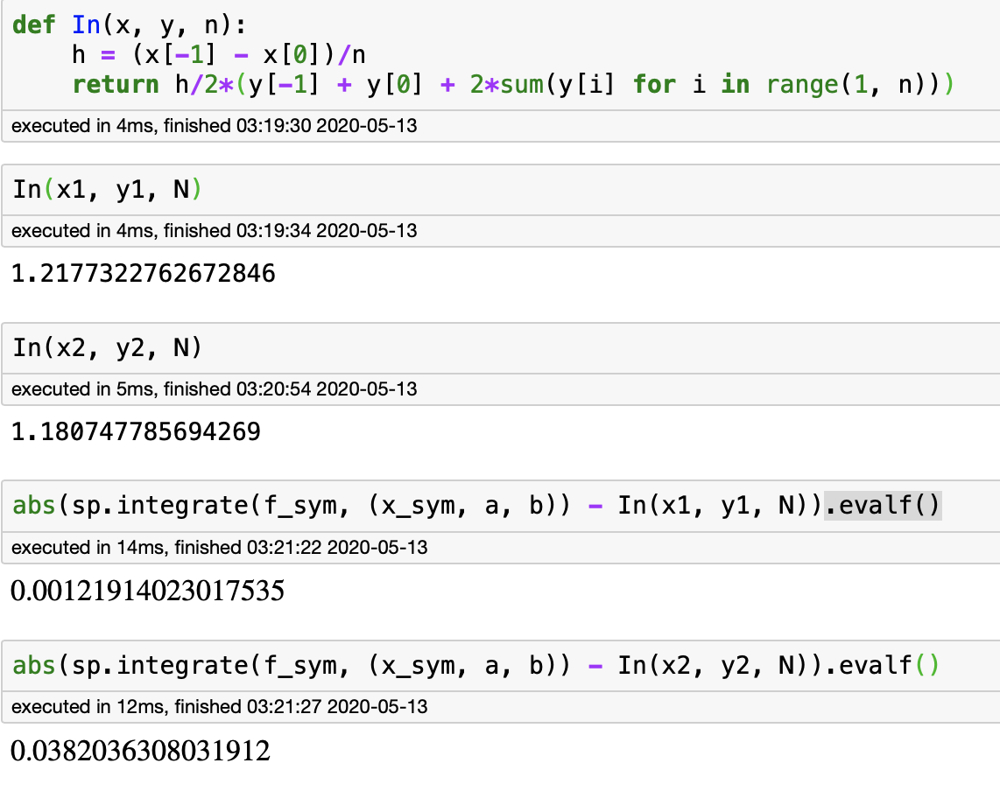 def In(x, y, n):
    h = (x[-1] - x[0])/n
    return h/2*(y[-1] + y[0] + 2*sum(y[i] for i in range(1, n)))
executed in 4ms, finished 03:19:30 2020-05-13
In(x1, y1, N)
executed in 4ms, finished 03:19:34 2020-05-13
1.2177322762672846
In(x2, y2, N)
executed in 5ms, finished 03:20:54 2020-05-13
1.180747785694269
abs(sp.integrate(f_sym, (x_sym, a, b)) - In(x1, y1, N)).evalf()
executed in 14ms, finished 03:21:22 2020-05-13
0.00121914023017535
abs(sp.integrate(f_sym, (x_sym, a, b)) - In(x2, y2, N)).evalf()
executed in 12ms, finished 03:21:27 2020-05-13
0.0382036308031912